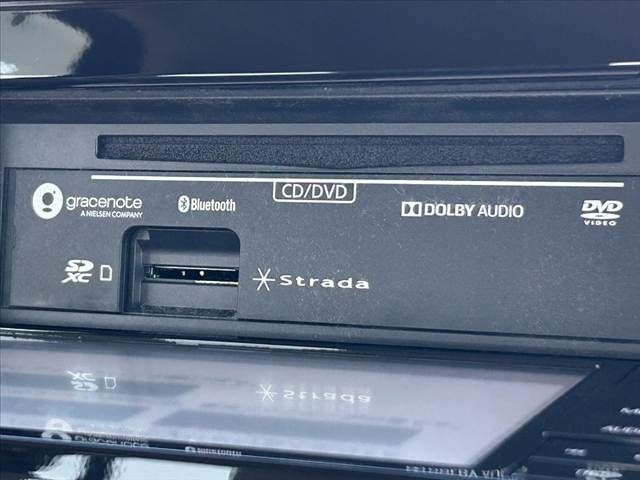 gracenote
A NIELSEN COMPANY
Bluetooth
CD/DVD
DOLBY AUDIO
DVD
VIDEO
SD
XC
Strada